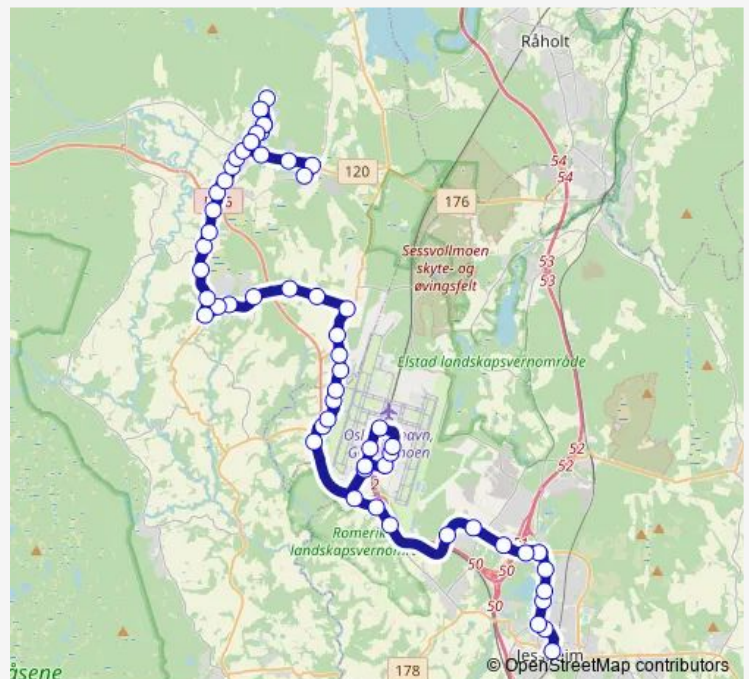 Råholt
54
54
120
176
Sessvollmoen
skyte- og
øvingsfelt
53
53
Elstad landskapsvernområde
52
52
Romerik
landskapsvernområ
50
50
50
178
© OpenStreetMap contributors